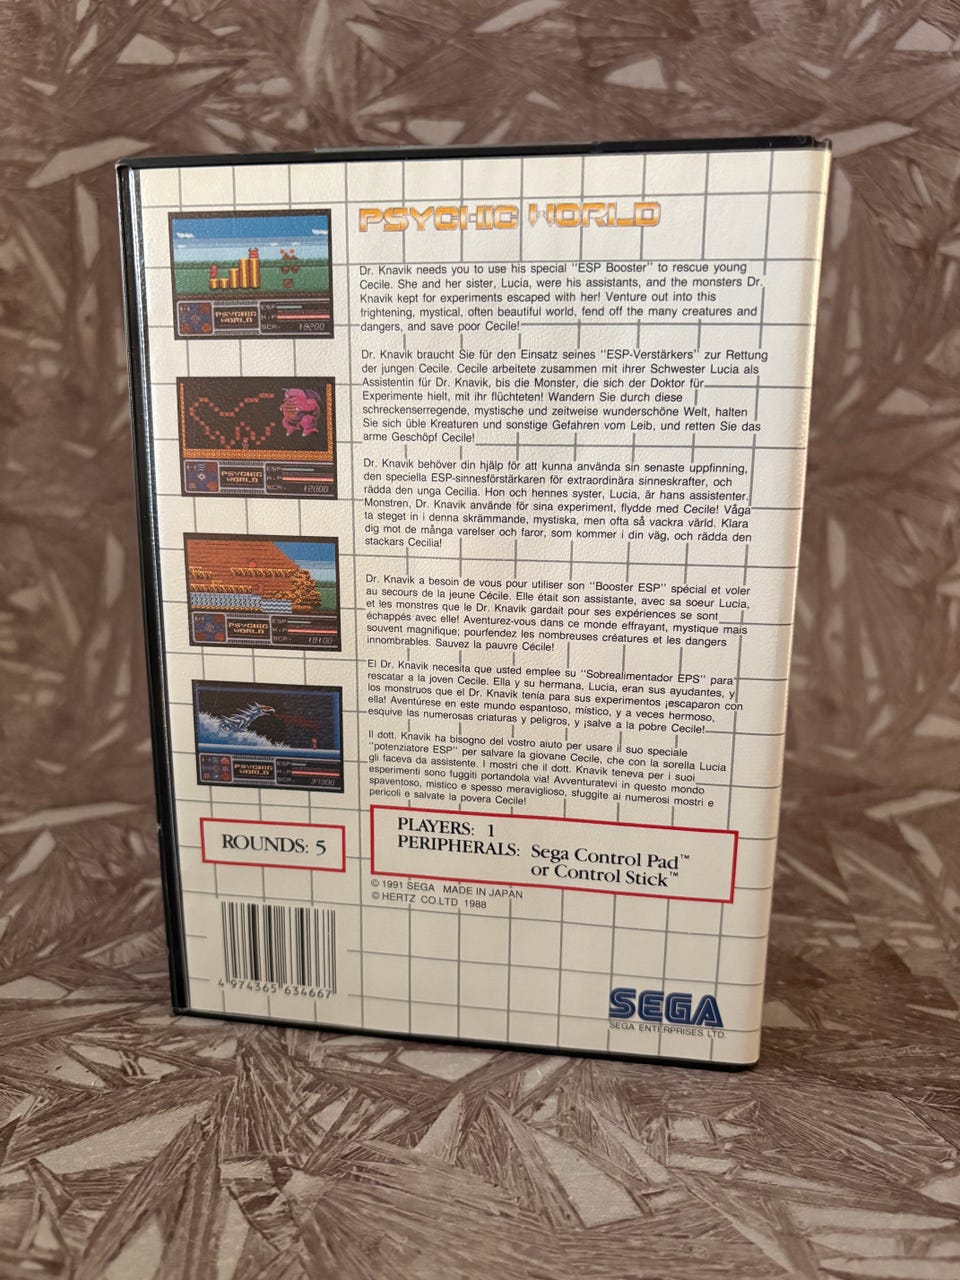 PSYCHIC WORLD
Dr. Knavik needs you to use his special "ESP Booster" to rescue young
Cecile. She and her sister, Lucia, were his assistants, and the monsters Dr.
Knavik kept for experiments escaped with her! Venture out into this
frightening, mystical, often beautiful world, fend off the many creatures and
dangers, and save poor Cecile!
Dr. Knavik braucht Sie für den Einsatz seines "ESP-Verstärkers" zur Rettung
der jungen Cecile. Cecile arbeitete zusammen mit ihrer Schwester Lucia als
Assistentin für Dr. Knavik, bis die Monster, die sich der Doktor für
Experimente hielt, mit ihr flüchteten! Wandern Sie durch diese
schreckenserregende, mystische und zeitweise wunderschöne Welt, halten
Sie sich üble Kreaturen und sonstige Gefahren vom Leib, und retten Sie das
arme Geschöpf Cecile!
Dr. Knavik behöver din hjälp för att kunna använda sin senaste uppfinning,
den speciella ESP-sinnesförstärkaren för extraordinära sinneskrafter, och
rädda den unga Cecilia. Hon och hennes syster, Lucia, är hans assistenter.
Monstren, Dr. Knavik använde för sina experiment, flydde med Cecile! Våga
ta steget in i denna skrämmande, mystiska, men ofta så vackra värld. Klara
dig mot de många varelser och faror, som kommer i din väg, och rädda den
stackars Cecilia!
Dr. Knavik a besoin de vous pour utiliser son "Booster ESP" spécial et voler
au secours de la jeune Cécile. Elle était son assistante, avec sa soeur Lucia,
et les monstres que le Dr. Knavik gardait pour ses expériences se sont
échappés avec elle! Aventurez-vous dans ce monde effrayant, mystique mais
souvent magnifique; pourfendez les nombreuses créatures et les dangers
innombrables. Sauvez la pauvre Cécile!
El Dr. Knavik necesita que usted emplee su "Sobrealimentador EPS" para
rescatar a la joven Cecile. Ella y su hermana, Lucia, eran sus ayudantes, y
los monstruos que el Dr. Knavik tenía para sus experimentos ¡escaparon con
ella! Aventúrese en este mundo espantoso, místico, y a veces hermoso,
esquive las numerosas criaturas y peligros, y ¡salve a la pobre Cecile!
Il dott. Knavik ha bisogno del vostro aiuto per usare il suo speciale
"potenziatore ESP" per salvare la giovane Cecile, che con la sorella Lucia
gli faceva da assistente. I mostri che il dott. Knavik teneva per i suoi
esperimenti sono fuggiti portandola via! Avventuratevi in questo mondo
spaventoso, mistico e spesso meraviglioso, sfuggite ai numerosi mostri e
pericoli e salvate la povera Cecile!
PSYCHIC
WORLD
ESP
H.P
SCR. 19200
PSYCHIC
WORLD
ESP
H.P
SCR. 12000
PSYCHIC
WORLD
ESP
H.P
SCR. 18100
PSYCHIC
WORLD
ESP
H.P
SCR. 37300
ROUNDS: 5
PLAYERS: 1
PERIPHERALS: Sega Control Pad™
or Control Stick™
© 1991 SEGA MADE IN JAPAN
© HERTZ CO.LTD 1988
4 974365 634667
SEGA
SEGA ENTERPRISES LTD.